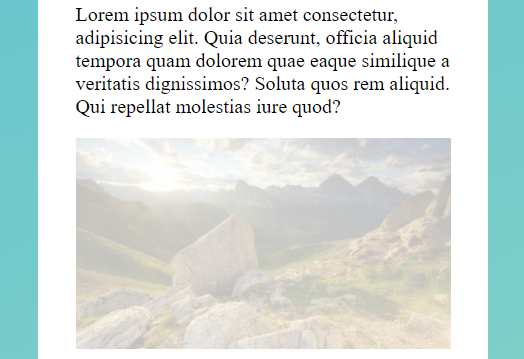 Lorem ipsum dolor sit amet consectetur,
adipisicing elit. Quia deserunt, officia aliquid
tempora quam dolorem quae eaque similique a
veritatis dignissimos? Soluta quos rem aliquid.
Qui repellat molestias iure quod?